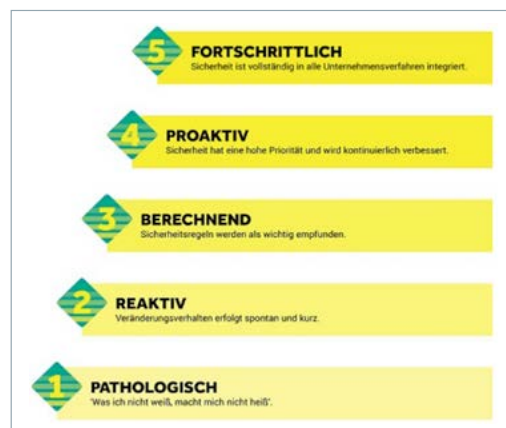 5
FORTSCHRITTLICH
Sicherheit ist vollständig in alle Unternehmensverfahren integriert.
4
PROAKTIV
Sicherheit hat eine hohe Priorität und wird kontinuierlich verbessert.
3
BERECHNEND
Sicherheitsregeln werden als wichtig empfunden.
2
REAKTIV
Veränderungsverhalten erfolgt spontan und kurz.
1
PATHOLOGISCH
'Was ich nicht weiß, macht mich nicht heiß'.